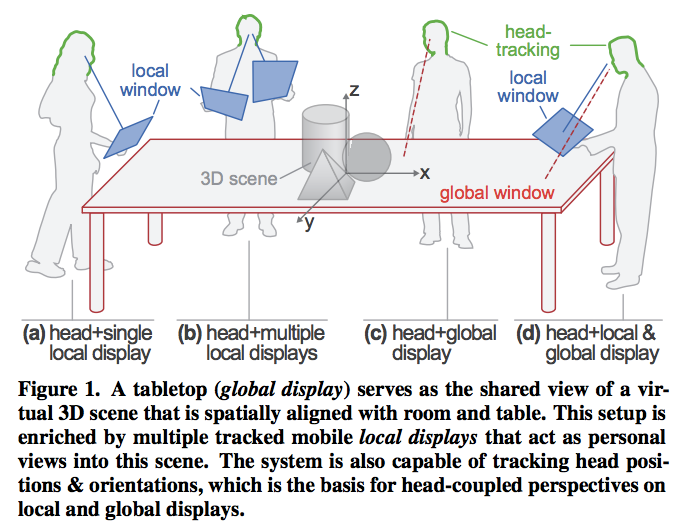 head-
tracking
local
window
local
window
z
3D scene
x
global window
y
(a) head+single
local display
(b) head+multiple
local displays
(c) head+global
display
(d) head+local &
global display
Figure 1. A tabletop (global display) serves as the shared view of a vir-
tual 3D scene that is spatially aligned with room and table. This setup is
enriched by multiple tracked mobile local displays that act as personal
views into this scene. The system is also capable of tracking head posi-
tions & orientations, which is the basis for head-coupled perspectives on
local and global displays.